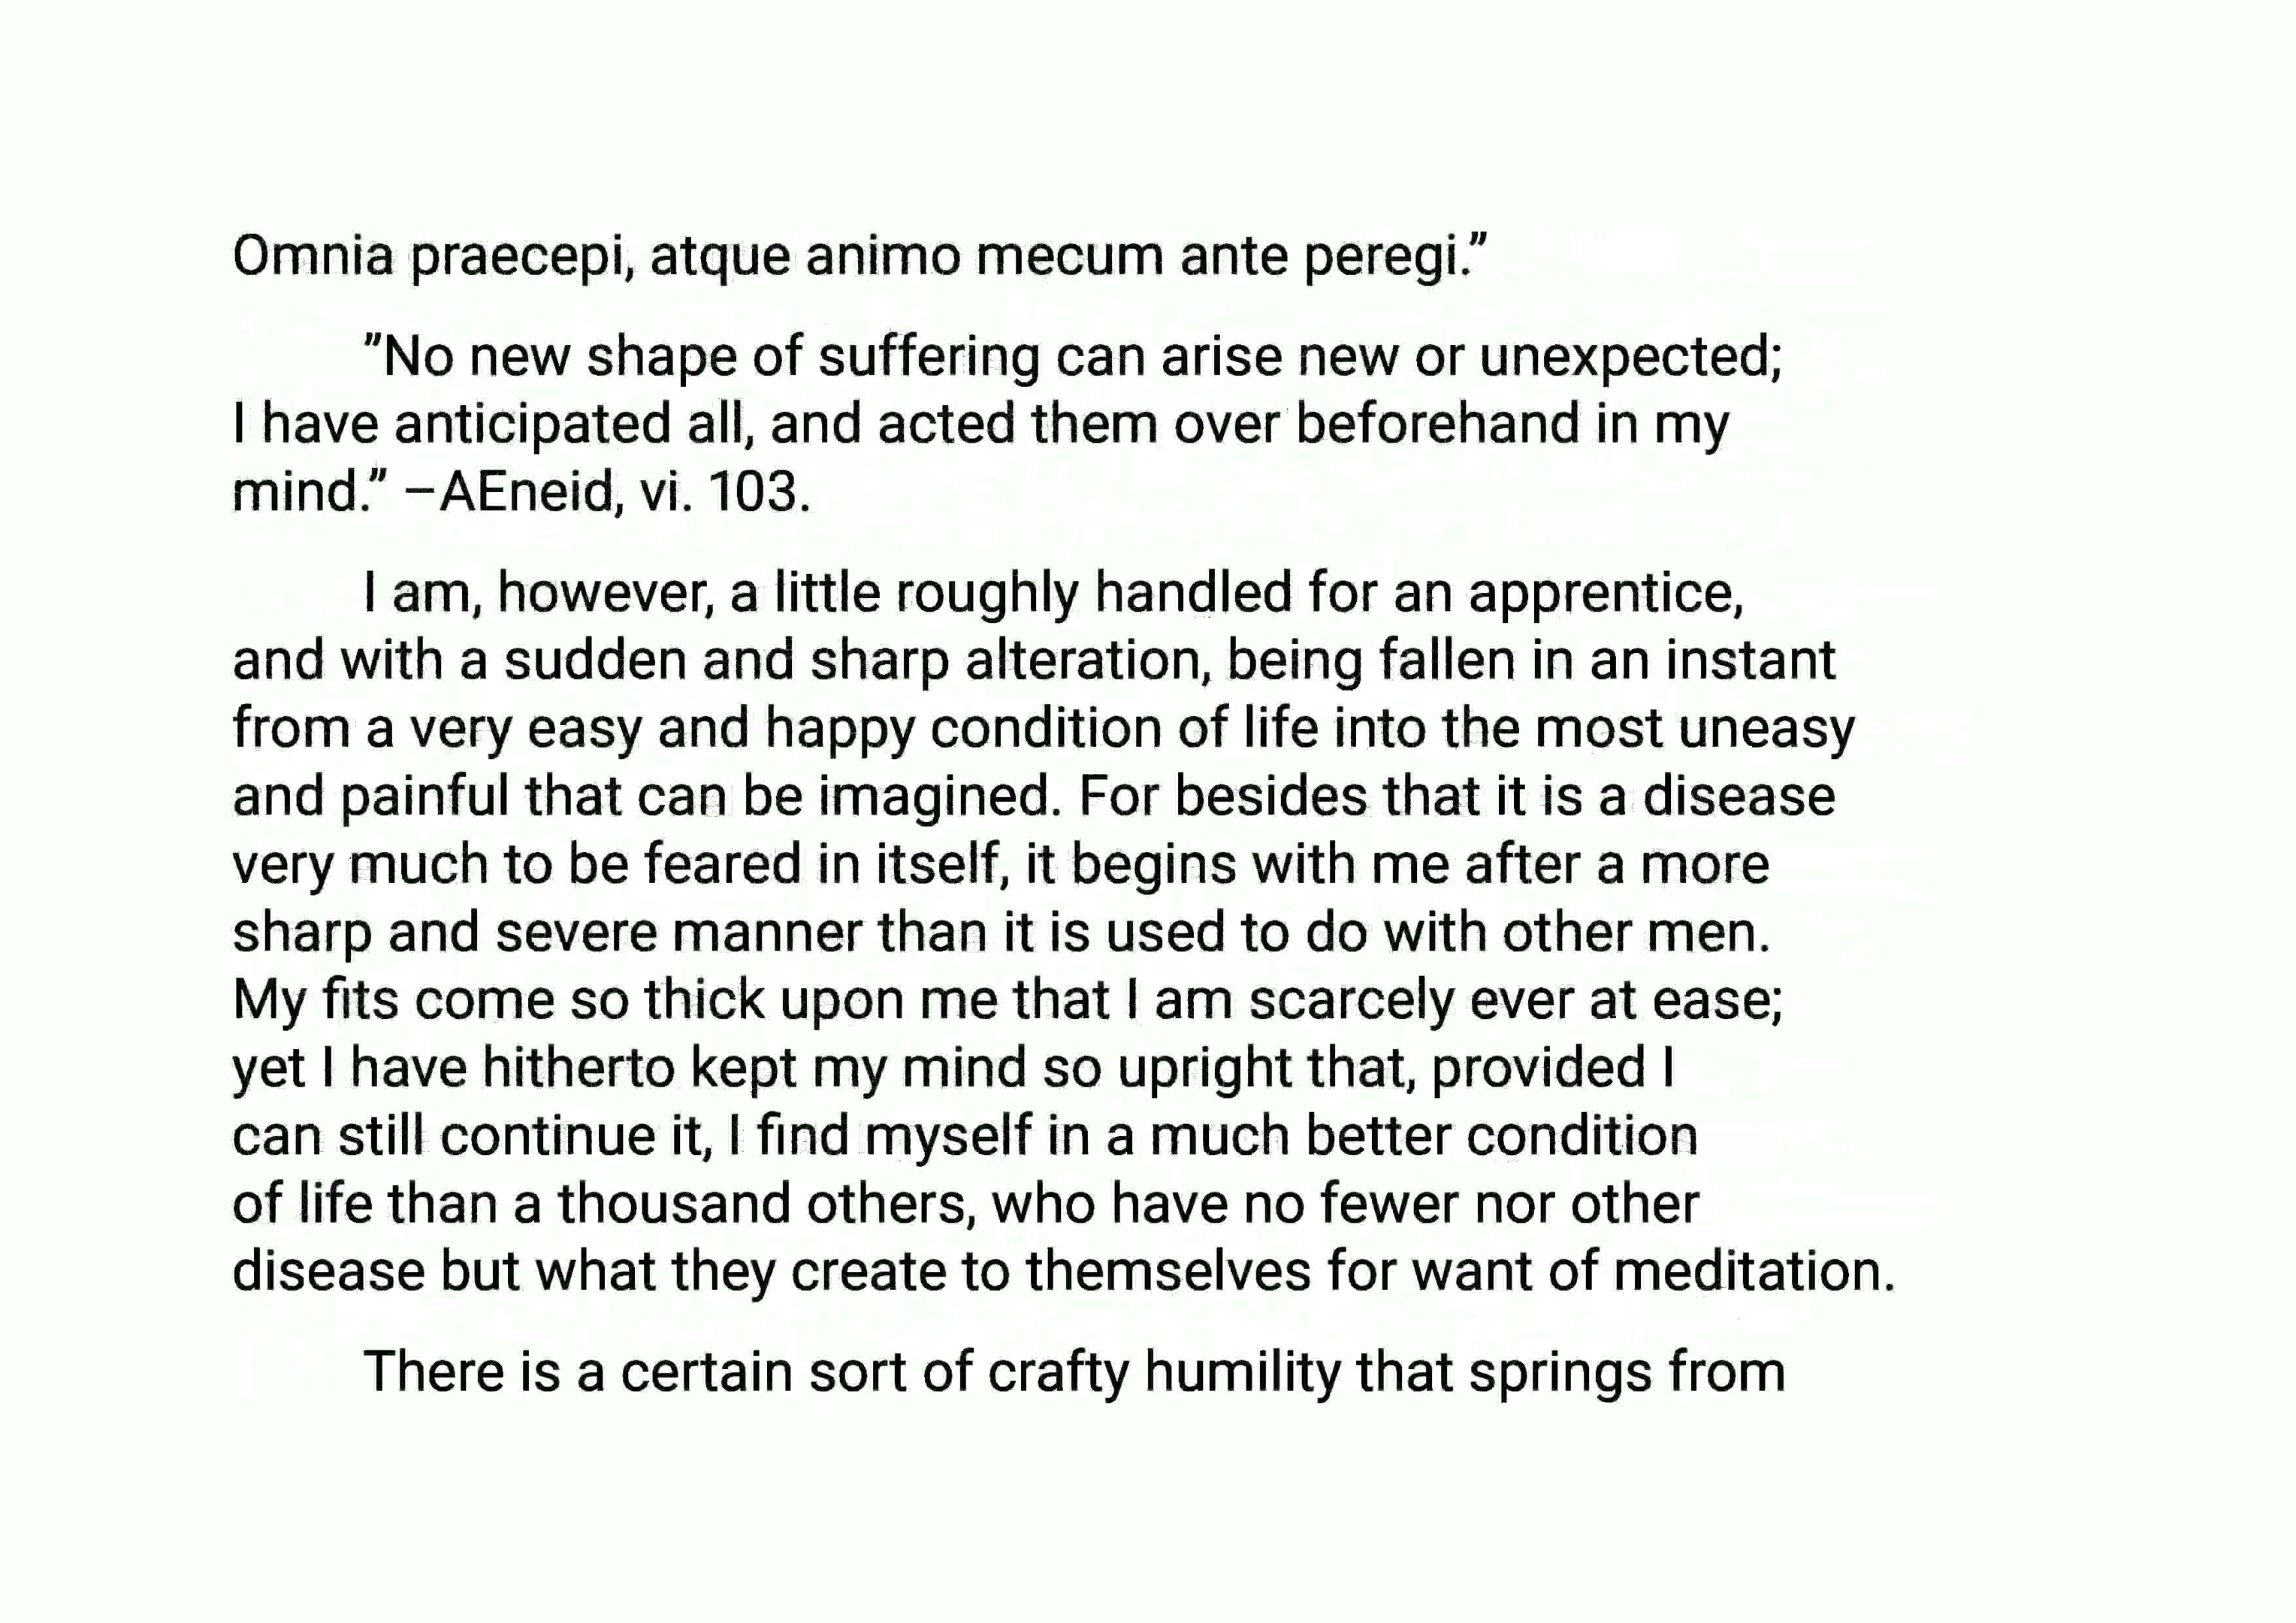 Omnia praecepi, atque animo mecum ante peregi.”
”No new shape of suffering can arise new or unexpected;
I have anticipated all, and acted them over beforehand in my
mind.” –AEneid, vi. 103.
I am, however, a little roughly handled for an apprentice,
and with a sudden and sharp alteration, being fallen in an instant
from a very easy and happy condition of life into the most uneasy
and painful that can be imagined. For besides that it is a disease
very much to be feared in itself, it begins with me after a more
sharp and severe manner than it is used to do with other men.
My fits come so thick upon me that I am scarcely ever at ease;
yet I have hitherto kept my mind so upright that, provided I
can still continue it, I find myself in a much better condition
of life than a thousand others, who have no fewer nor other
disease but what they create to themselves for want of meditation.
There is a certain sort of crafty humility that springs from